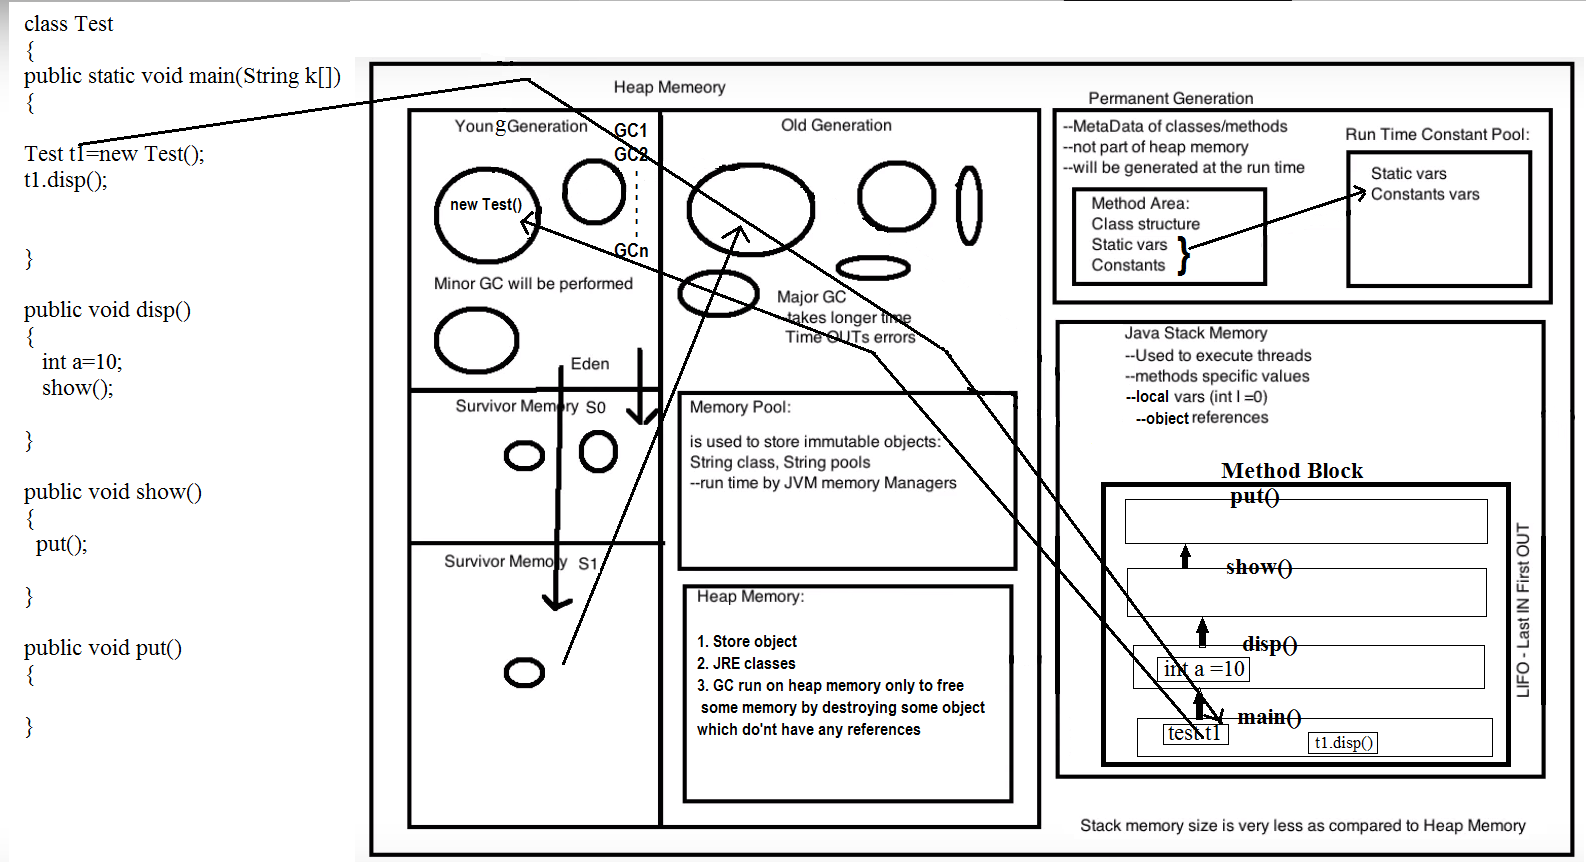 class Test
{
public static void main(String k[])
{
Test t1=new Test();
t1.disp();
}
public void disp()
{
int a=10;
show();
}
public void show()
{
put();
}
public void put()
{
}
Heap Memeory
Young Generation
GC1
GC2
GCn
new Test()
Minor GC will be performed
Eden
Survivor Memory S0
Survivor Memory S1
Old Generation
Major GC
takes longer time
Time OUTs errors
Memory Pool:
is used to store immutable objects:
String class, String pools
--run time by JVM memory Managers
Heap Memory:
1. Store object
2. JRE classes
3. GC run on heap memory only to free
some memory by destroying some object
which do'nt have any references
Permanent Generation
--MetaData of classes/methods
--not part of heap memory
--will be generated at the run time
Method Area:
Class structure
Static vars
Constants
Run Time Constant Pool:
Static vars
Constants vars
Java Stack Memory
--Used to execute threads
--methods specific values
--local vars (int I =0)
--object references
Method Block
put()
show()
disp()
int a =10
main()
test t1
t1.disp()
LIFO - Last IN First OUT
Stack memory size is very less as compared to Heap Memory